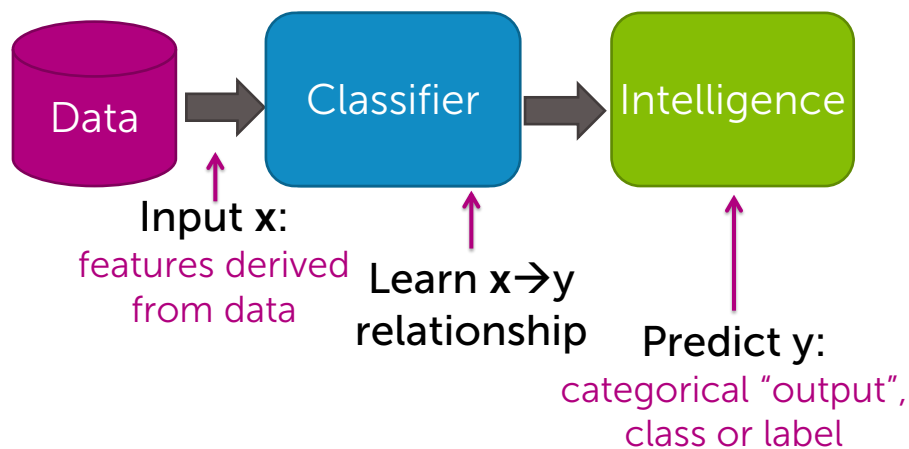 Data
Classifier
Intelligence
Input x:
features derived
from data
Learn x→y
relationship
Predict y:
categorical “output”,
class or label